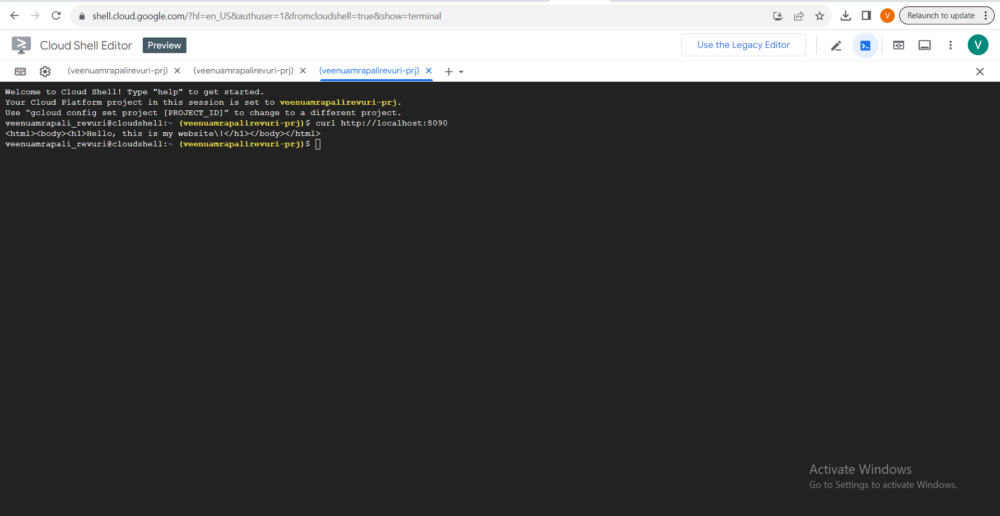 shell.cloud.google.com/?hl=en_US&authuser=1&fromcloudshell=true&show=terminal
V
Relaunch to update
Cloud Shell Editor
Preview
Use the Legacy Editor
V
(veenuamrapalirevuri-prj)
(veenuamrapalirevuri-prj)
(veenuamrapalirevuri-prj)
Welcome to Cloud Shell! Type "help" to get started.
Your Cloud Platform project in this session is set to veenuamrapalirevuri-prj.
Use “gcloud config set project [PROJECT_ID]” to change to a different project.
veenuamrapali_revuri@cloudshell:~ (veenuamrapalirevuri-prj)$ curl http://localhost:8090
<html><body><h1>Hello, this is my website\!</h1></body></html>
veenuamrapali_revuri@cloudshell:~ (veenuamrapalirevuri-prj)$
Activate Windows
Go to Settings to activate Windows.